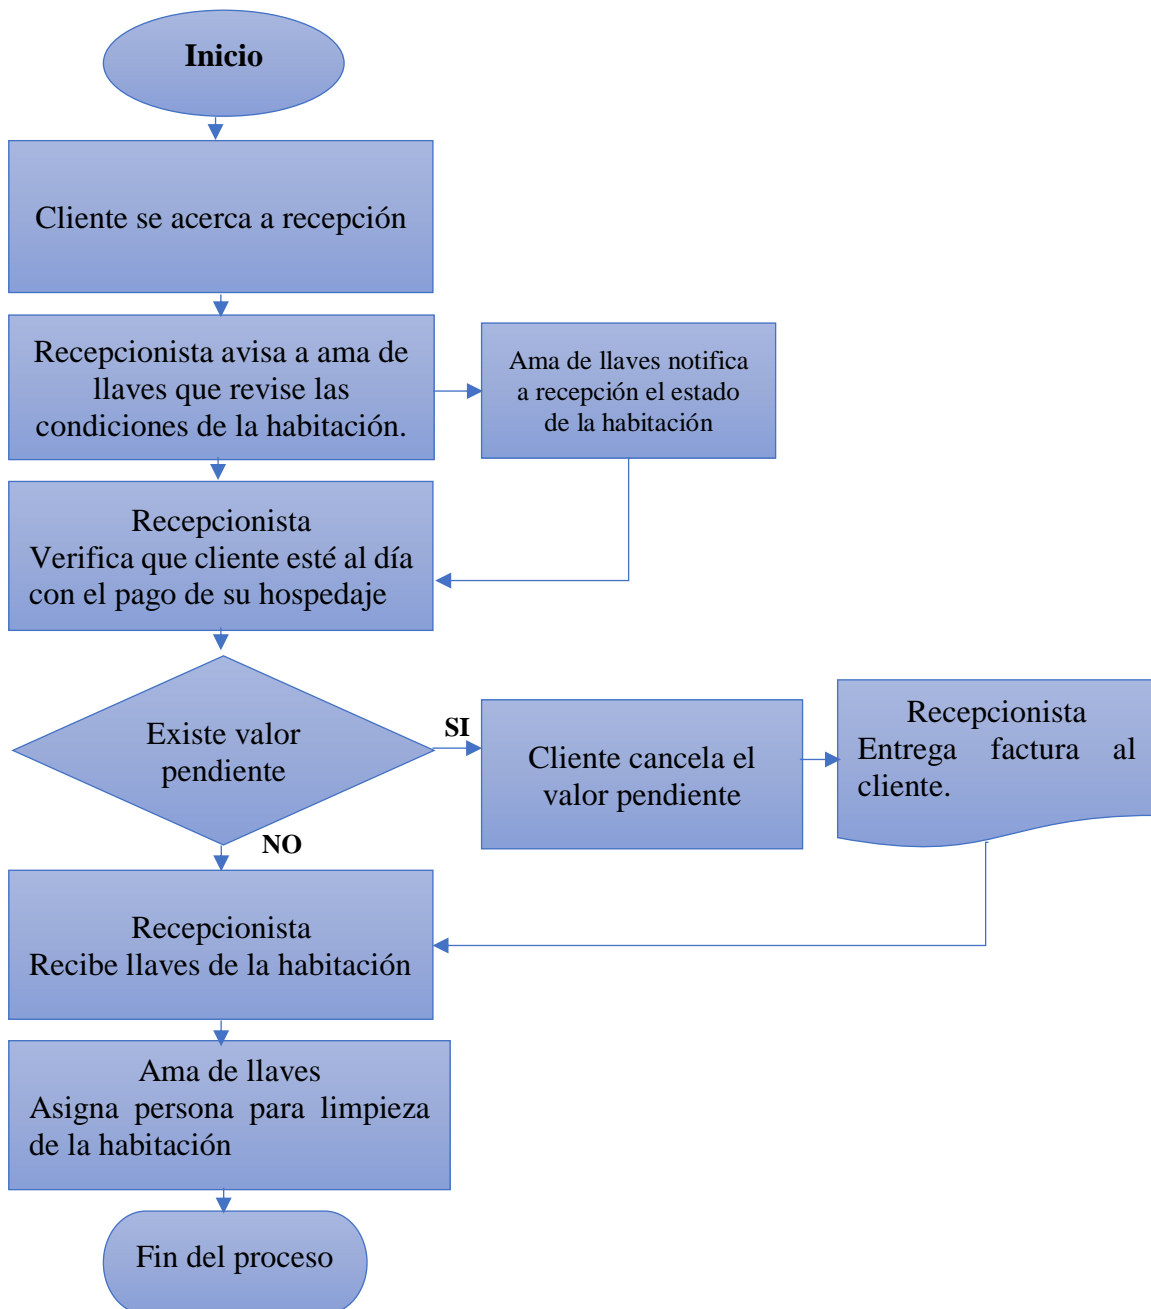 Inicio
Cliente se acerca a recepción
Recepcionista avisa a ama de
llaves que revise las
condiciones de la habitación.
Ama de llaves notifica
a recepción el estado
de la habitación
Recepcionista
Verifica que cliente esté al día
con el pago de su hospedaje
Existe valor
pendiente
SI
Cliente cancela el
valor pendiente
Recepcionista
Entrega factura al
cliente.
NO
Recepcionista
Recibe llaves de la habitación
Ama de llaves
Asigna persona para limpieza
de la habitación
Fin del proceso